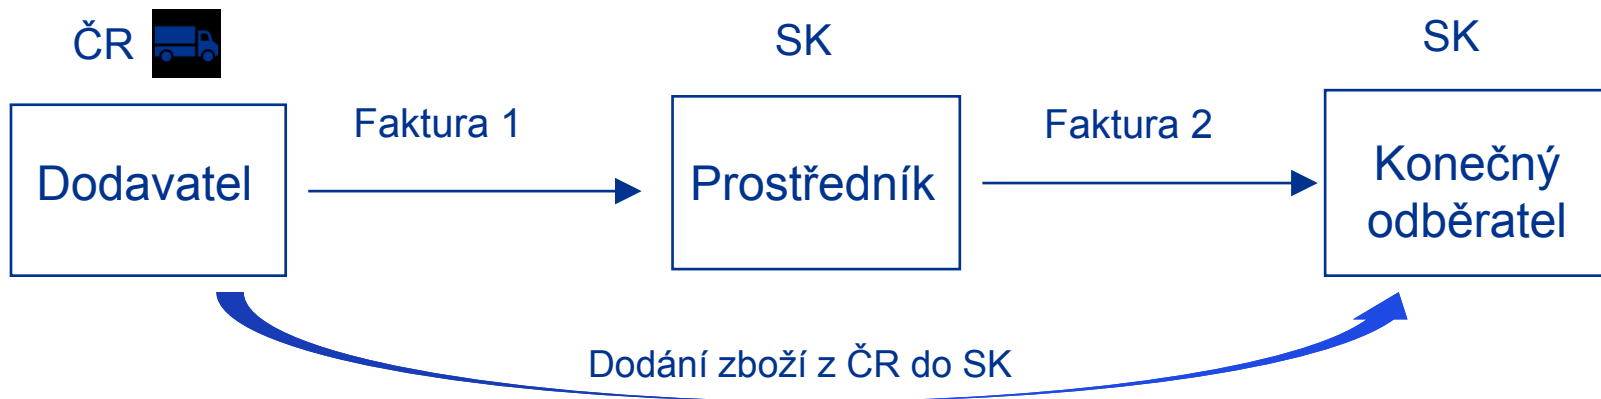 ČR
SK
SK
Dodavatel
Faktura 1
Prostředník
Faktura 2
Konečný
odběratel
Dodání zboží z ČR do SK